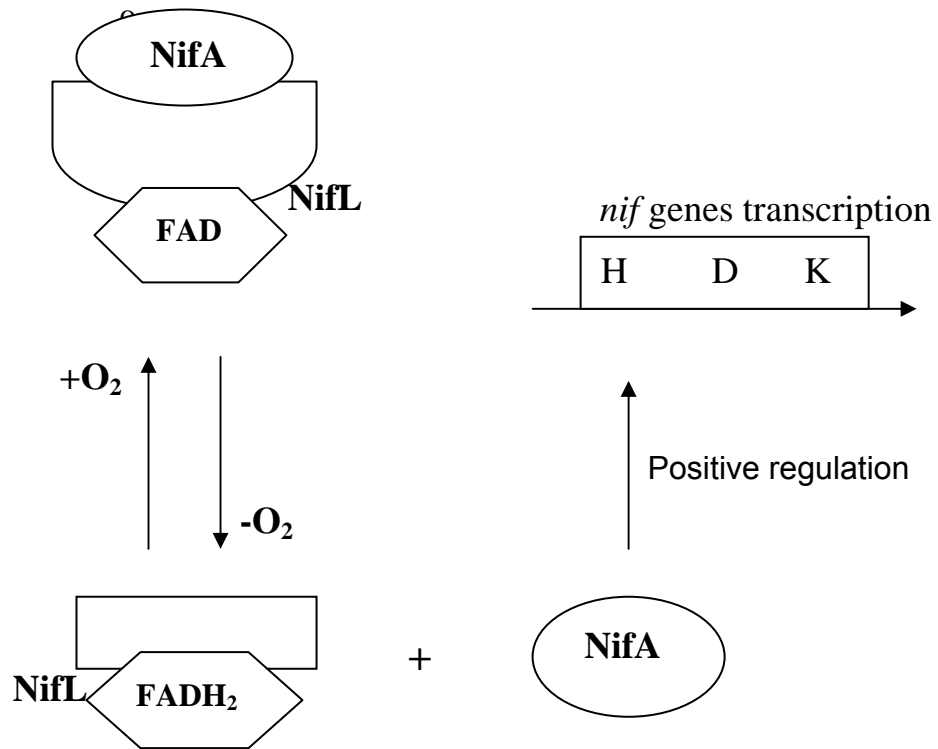 NifA
NifL
FAD
nif genes transcription
H D K
+O₂
-O₂
Positive regulation
NifL
FADH₂
+
NifA